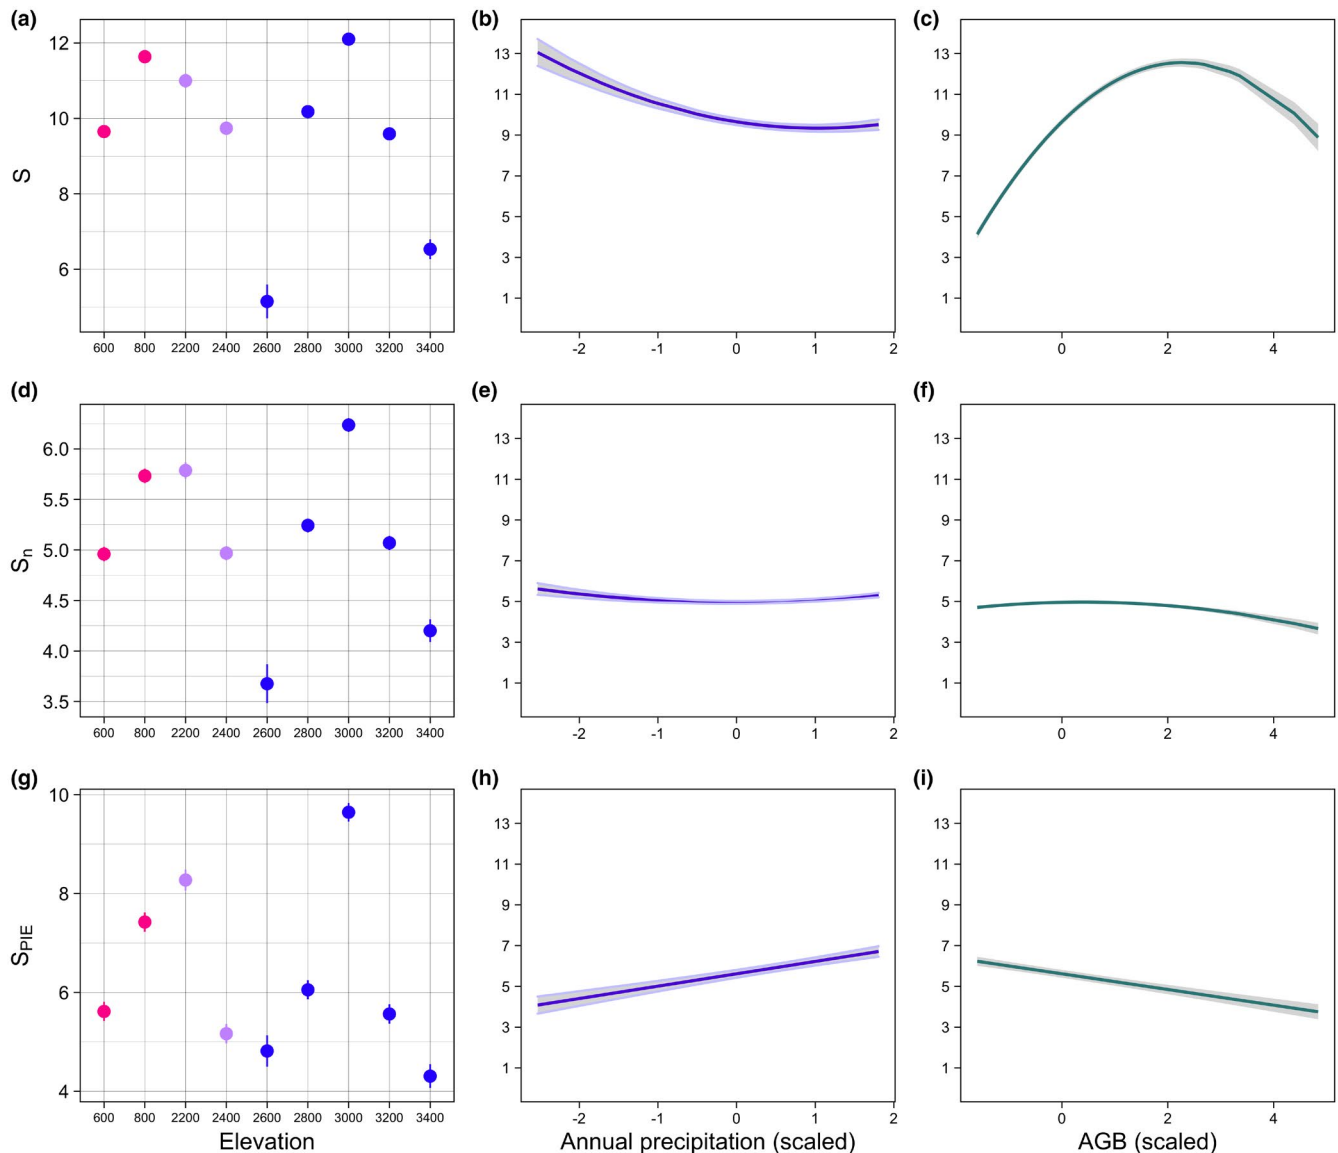 (a)
S
12
10
8
6
600 800 2200 2400 2600 2800 3000 3200 3400
(b)
13
11
9
7
5
3
1
-2 -1 0 1 2
(c)
13
11
9
7
5
3
1
0 2 4
(d)
Sn
6.0
5.5
5.0
4.5
4.0
3.5
600 800 2200 2400 2600 2800 3000 3200 3400
(e)
13
11
9
7
5
3
1
-2 -1 0 1 2
(f)
13
11
9
7
5
3
1
0 2 4
(g)
SPIE
10
8
6
4
600 800 2200 2400 2600 2800 3000 3200 3400
Elevation
(h)
13
11
9
7
5
3
1
-2 -1 0 1 2
Annual precipitation (scaled)
(i)
13
11
9
7
5
3
1
0 2 4
AGB (scaled)